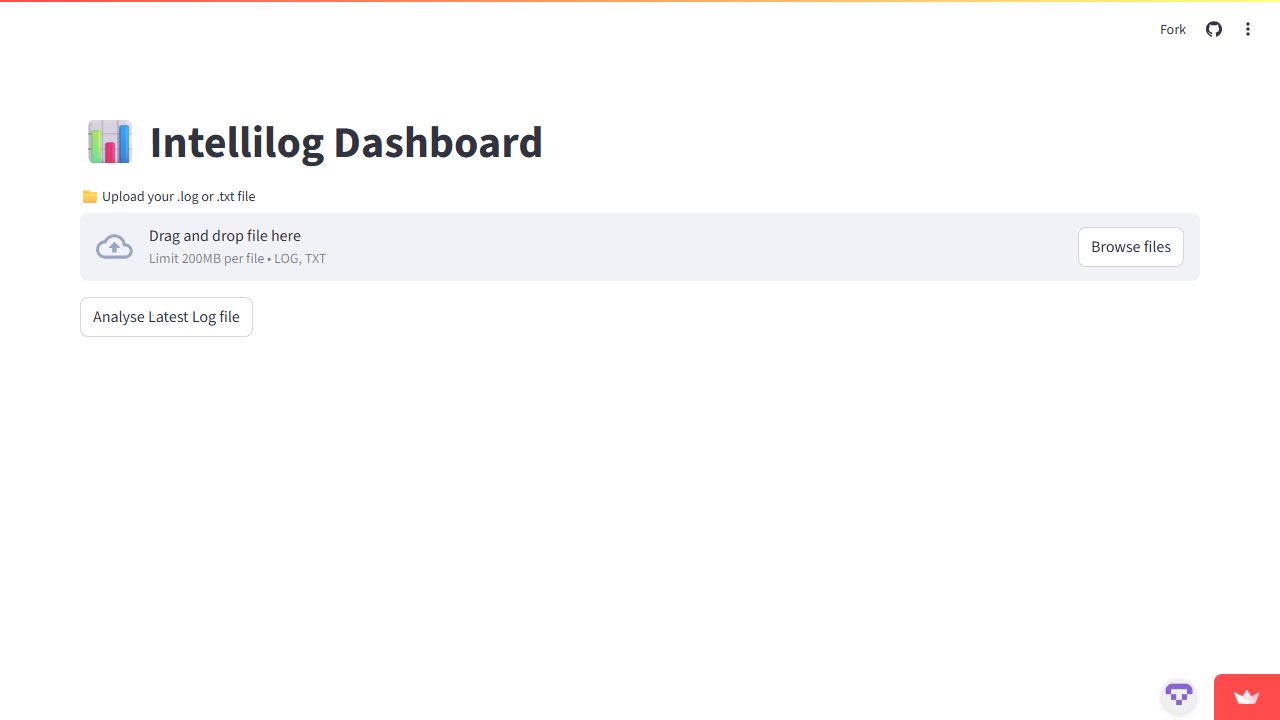 Fork
Intellilog Dashboard
Upload your .log or .txt file
Drag and drop file here
Limit 200MB per file • LOG, TXT
Browse files
Analyse Latest Log file